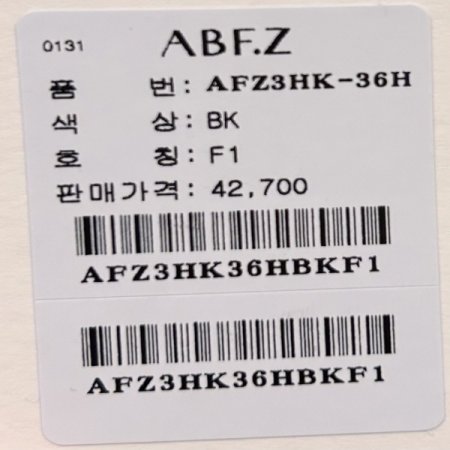 0131 ABF.Z
품 번: AFZ3HK-36H
색 상: BK
호 칭: F1
판매가격: 42,700
AFZ3HK36HBKF1
AFZ3HK36HBKF1